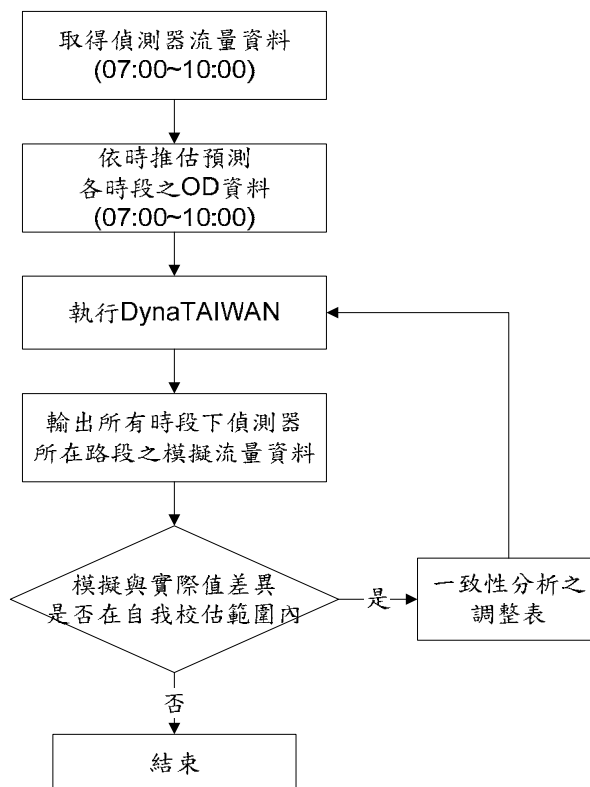 取得偵測器流量資料
(07:00~10:00)
依時推估預測
各時段之OD資料
(07:00~10:00)
執行DynaTAIWAN
輸出所有時段下偵測器
所在路段之模擬流量資料
模擬與實際值差異
是否在自我校估範圍內
是
一致性分析之
調整表
否
結束